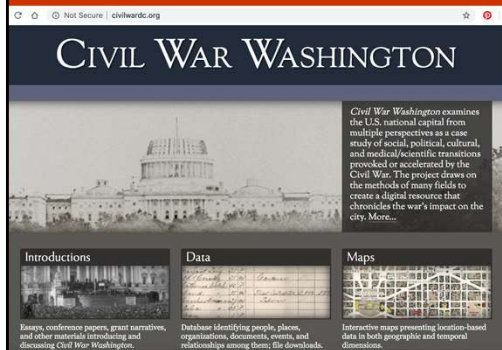 Not Secure | civilwardc.org
CIVIL WAR WASHINGTON
Civil War Washington examines
the U.S. national capital from
multiple perspectives as a case
study of social, political, cultural,
and medical/scientific transitions
provoked or accelerated by the
Civil War. The project draws on
the methods of many fields to
create a digital resource that
chronicles the war's impact on the
city. More...
Introductions
Essays, conference papers, grant narratives,
and other materials introducing and
discussing Civil War Washington.
Data
Database identifying people, places,
organizations, documents, events, and
relationships among them; file downloads.
Maps
Interactive maps presenting location-based
data in both geographic and temporal
dimensions.